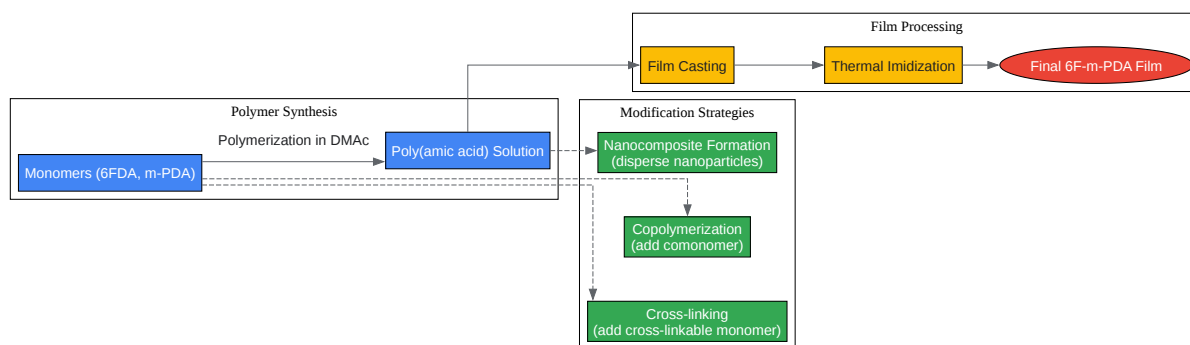 Film Processing
Film Casting
Thermal Imidization
Final 6F-m-PDA Film
Polymer Synthesis
Polymerization in DMAc
Monomers (6FDA, m-PDA)
Poly(amic acid) Solution
Modification Strategies
Nanocomposite Formation
(disperse nanoparticles)
Copolymerization
(add comonomer)
Cross-linking
(add cross-linkable monomer)